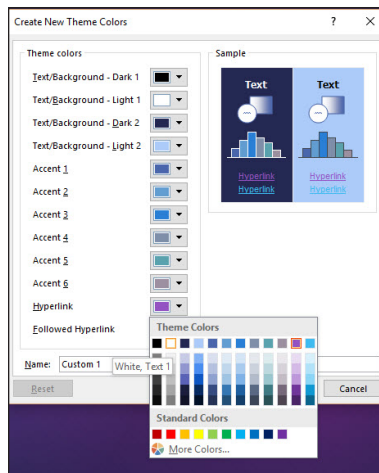 Create New Theme Colors
?
Theme colors
Sample
Text/Background - Dark 1
Text/Background - Light 1
Text/Background - Dark 2
Text/Background - Light 2
Accent 1
Accent 2
Accent 3
Accent 4
Accent 5
Accent 6
Hyperlink
Followed Hyperlink
Text Text
Hyperlink Hyperlink
Hyperlink Hyperlink
Theme Colors
Name: Custom 1
White, Text 1
Reset
Cancel
Standard Colors
More Colors...